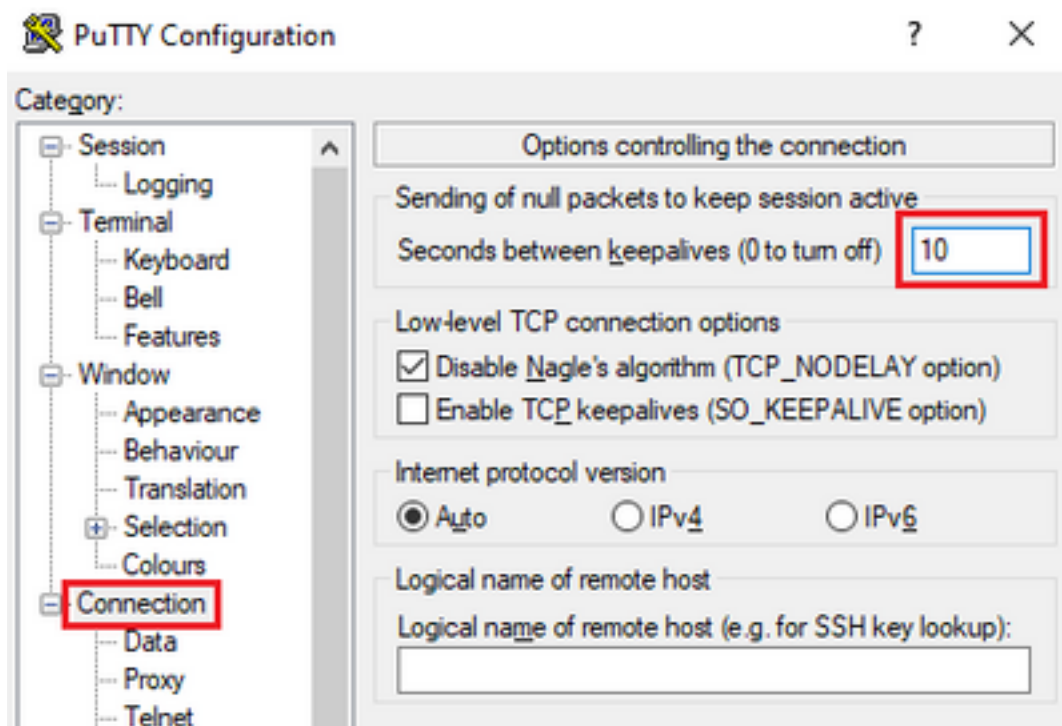 PuTTY Configuration
?
Category:
Session
Logging
Terminal
Keyboard
Bell
Features
Window
Appearance
Behaviour
Translation
Selection
Colours
Connection
Data
Proxy
Telnet
Options controlling the connection
Sending of null packets to keep session active
Seconds between keepalives (0 to turn off)
10
Low-level TCP connection options
Disable Nagle's algorithm (TCP_NODELAY option)
Enable TCP keepalives (SO_KEEPALIVE option)
Internet protocol version
Auto IPv4 IPv6
Logical name of remote host
Logical name of remote host (e.g. for SSH key lookup):